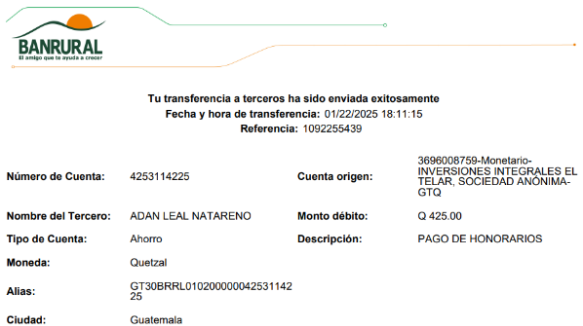 BANRURAL
El amigo que te ayuda a crecer
Tu transferencia a terceros ha sido enviada exitosamente
Fecha y hora de transferencia: 01/22/2025 18:11:15
Referencia: 1092255439
Número de Cuenta: 4253114225
Cuenta origen: 3696008759-Monetario-
INVERSIONES INTEGRALES EL
TELAR, SOCIEDAD ANÓNIMA-
GTQ
Nombre del Tercero: ADAN LEAL NATARENO
Monto débito: Q 425.00
Tipo de Cuenta: Ahorro
Descripción: PAGO DE HONORARIOS
Moneda: Quetzal
Alias: GT30BRRL010200000042531142
25
Ciudad: Guatemala